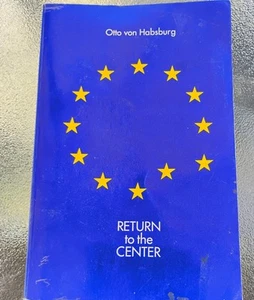 Otto von Habsburg
RETURN
to the
CENTER